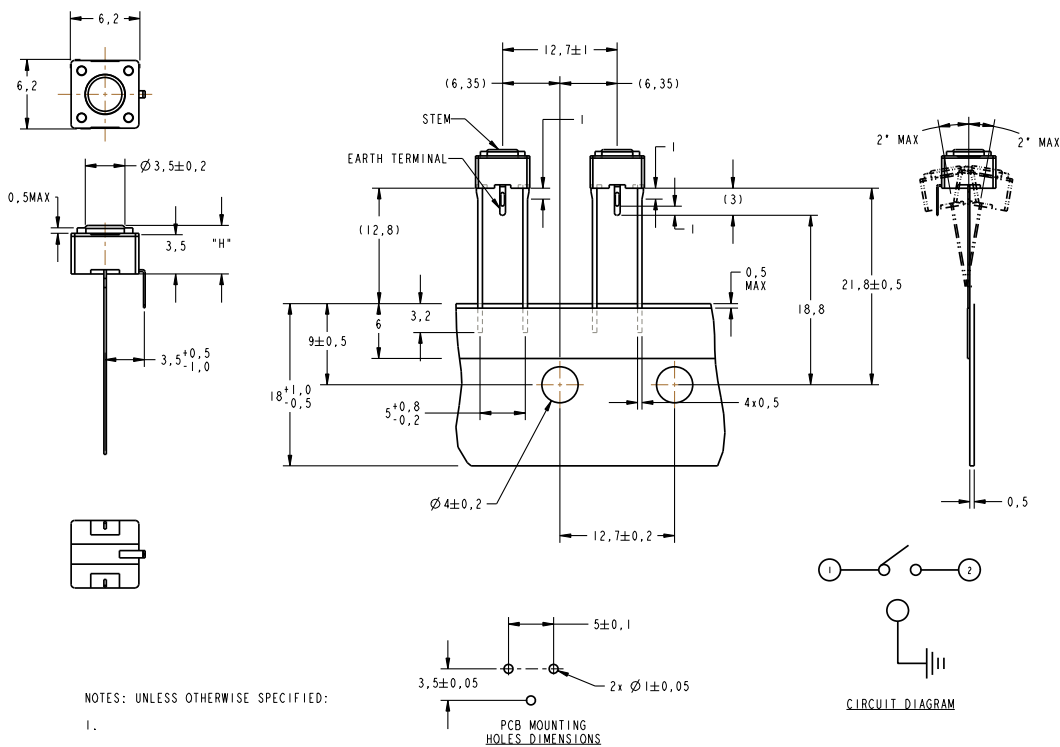 6,2
6,2
Ø3,5±0,2
0,5MAX
3,5
"H"
3,5 +0,5 -1,0
12,7±1
(6,35)
(6,35)
STEM
EARTH TERMINAL
1
1
1
(3)
(12,8)
0,5 MAX
3,2
6
9±0,5
18 +1,0 -0,5
5 +0,8 -0,2
4x0,5
18,8
21,8±0,5
Ø4±0,2
12,7±0,2
2° MAX
2° MAX
0,5
1
2
CIRCUIT DIAGRAM
5±0,1
3,5±0,05
2x Ø1±0,05
PCB MOUNTING
HOLES DIMENSIONS
NOTES: UNLESS OTHERWISE SPECIFIED:
1.